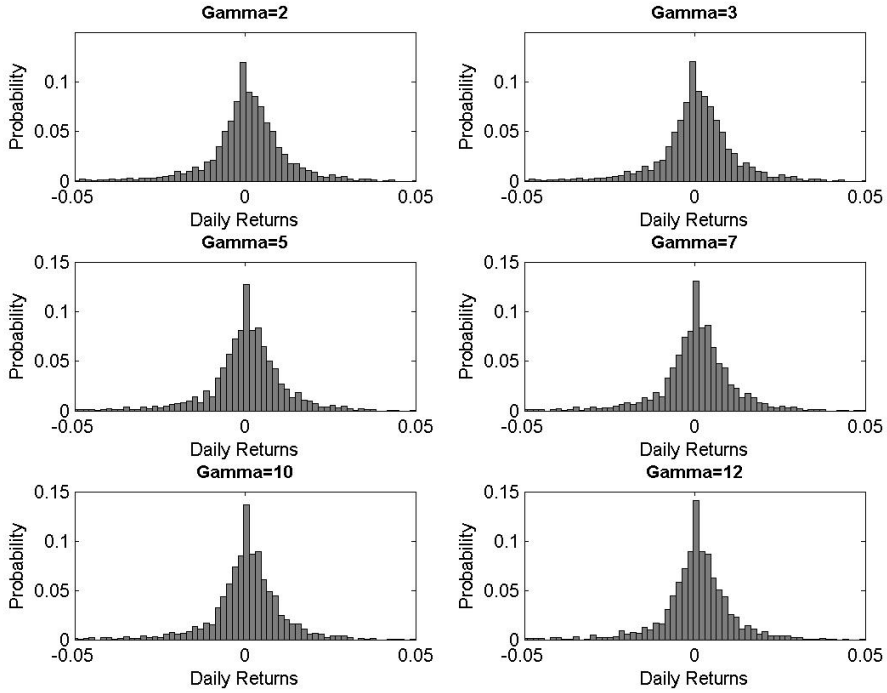 Gamma=2
0.1
0.05
0
Probability
-0.05
0
0.05
Daily Returns
Gamma=3
0.1
0.05
0
Probability
-0.05
0
0.05
Daily Returns
Gamma=5
0.15
0.1
0.05
0
Probability
-0.05
0
0.05
Daily Returns
Gamma=7
0.15
0.1
0.05
0
Probability
-0.05
0
0.05
Daily Returns
Gamma=10
0.15
0.1
0.05
0
Probability
-0.05
0
0.05
Daily Returns
Gamma=12
0.15
0.1
0.05
0
Probability
-0.05
0
0.05
Daily Returns